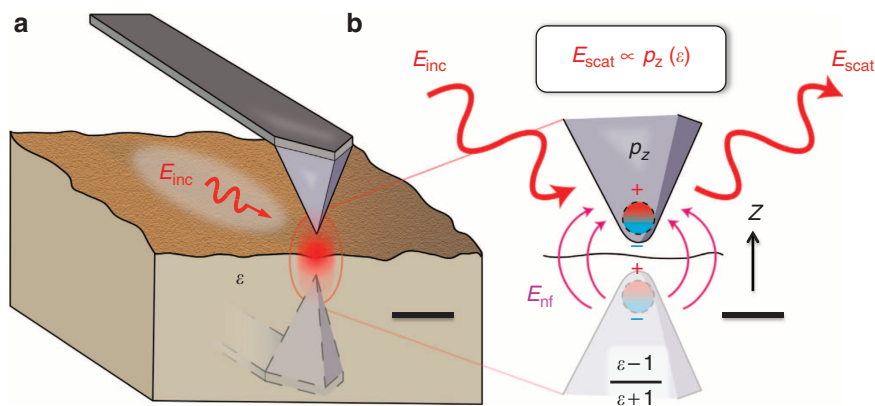 a
E_inc
ε
b
E_inc
E_scat ∝ p_z (ε)
E_scat
p_z
+
−
+
−
E_nf
Z
ε−1
ε+1